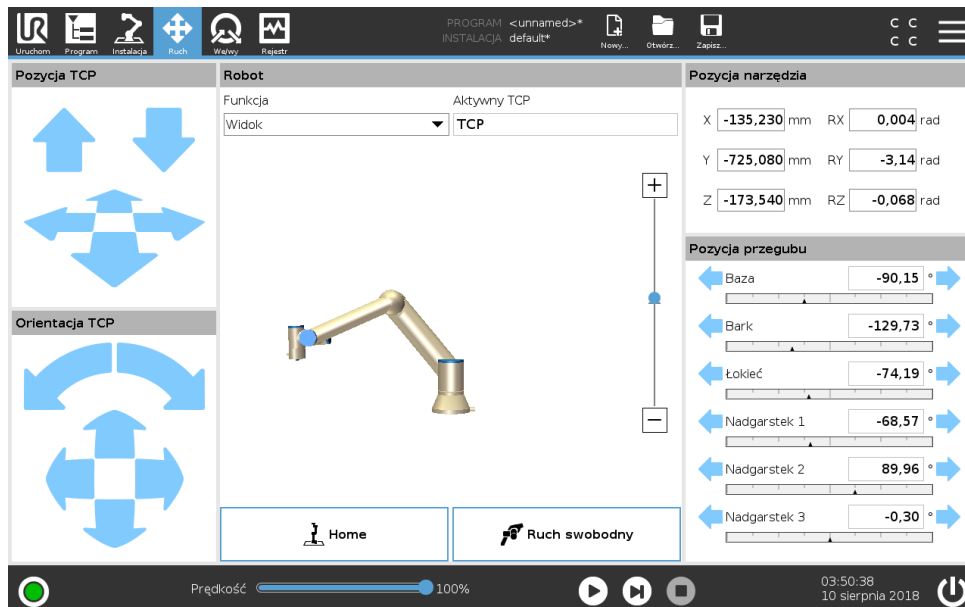 Uruchom Program Instalacja Ruch We/wy Rejestr
PROGRAM <unnamed>*
INSTALACJA default*
Nowy... Otwórz... Zapisz...
C C
C C
Pozycja TCP
Orientacja TCP
Robot
Funkcja
Widok
Aktywny TCP
TCP
+
−
Home
Ruch swobodny
Pozycja narzędzia
X -135,230 mm RX 0,004 rad
Y -725,080 mm RY -3,14 rad
Z -173,540 mm RZ -0,068 rad
Pozycja przegubu
Baza -90,15 °
Bark -129,73 °
Łokieć -74,19 °
Nadgarstek 1 -68,57 °
Nadgarstek 2 89,96 °
Nadgarstek 3 -0,30 °
Prędkość 100%
03:50:38
10 sierpnia 2018